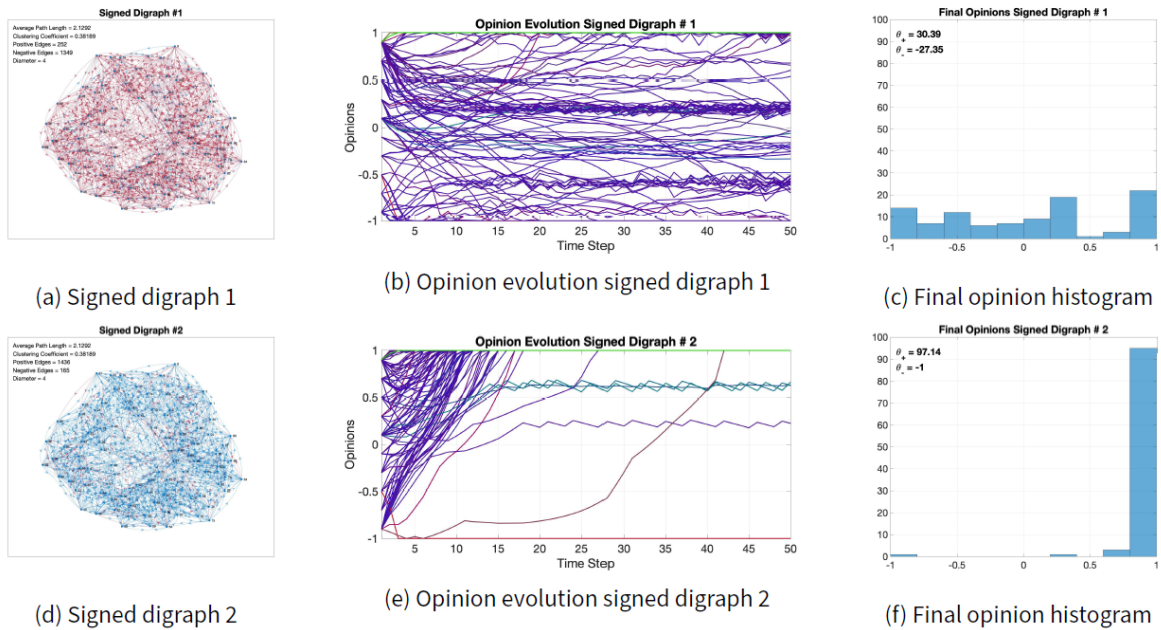 Signed Digraph #1
Average Path Length = 2.1292
Clustering Coefficient = 0.38189
Positive Edges = 252
Negative Edges = 1349
Diameter = 4
(a) Signed digraph 1
Opinion Evolution Signed Digraph # 1
Opinions
1
0.5
0
-0.5
-1
5 10 15 20 25 30 35 40 45 50
Time Step
(b) Opinion evolution signed digraph 1
Final Opinions Signed Digraph # 1
θ+ = 30.39
θ- = -27.35
100
90
80
70
60
50
40
30
20
10
0
-1 -0.5 0 0.5 1
(c) Final opinion histogram
Signed Digraph #2
Average Path Length = 2.1292
Clustering Coefficient = 0.38189
Positive Edges = 1436
Negative Edges = 165
Diameter = 4
(d) Signed digraph 2
Opinion Evolution Signed Digraph # 2
Opinions
1
0.5
0
-0.5
-1
5 10 15 20 25 30 35 40 45 50
Time Step
(e) Opinion evolution signed digraph 2
Final Opinions Signed Digraph # 2
θ+ = 97.14
θ- = -1
100
90
80
70
60
50
40
30
20
10
0
-1 -0.5 0 0.5 1
(f) Final opinion histogram